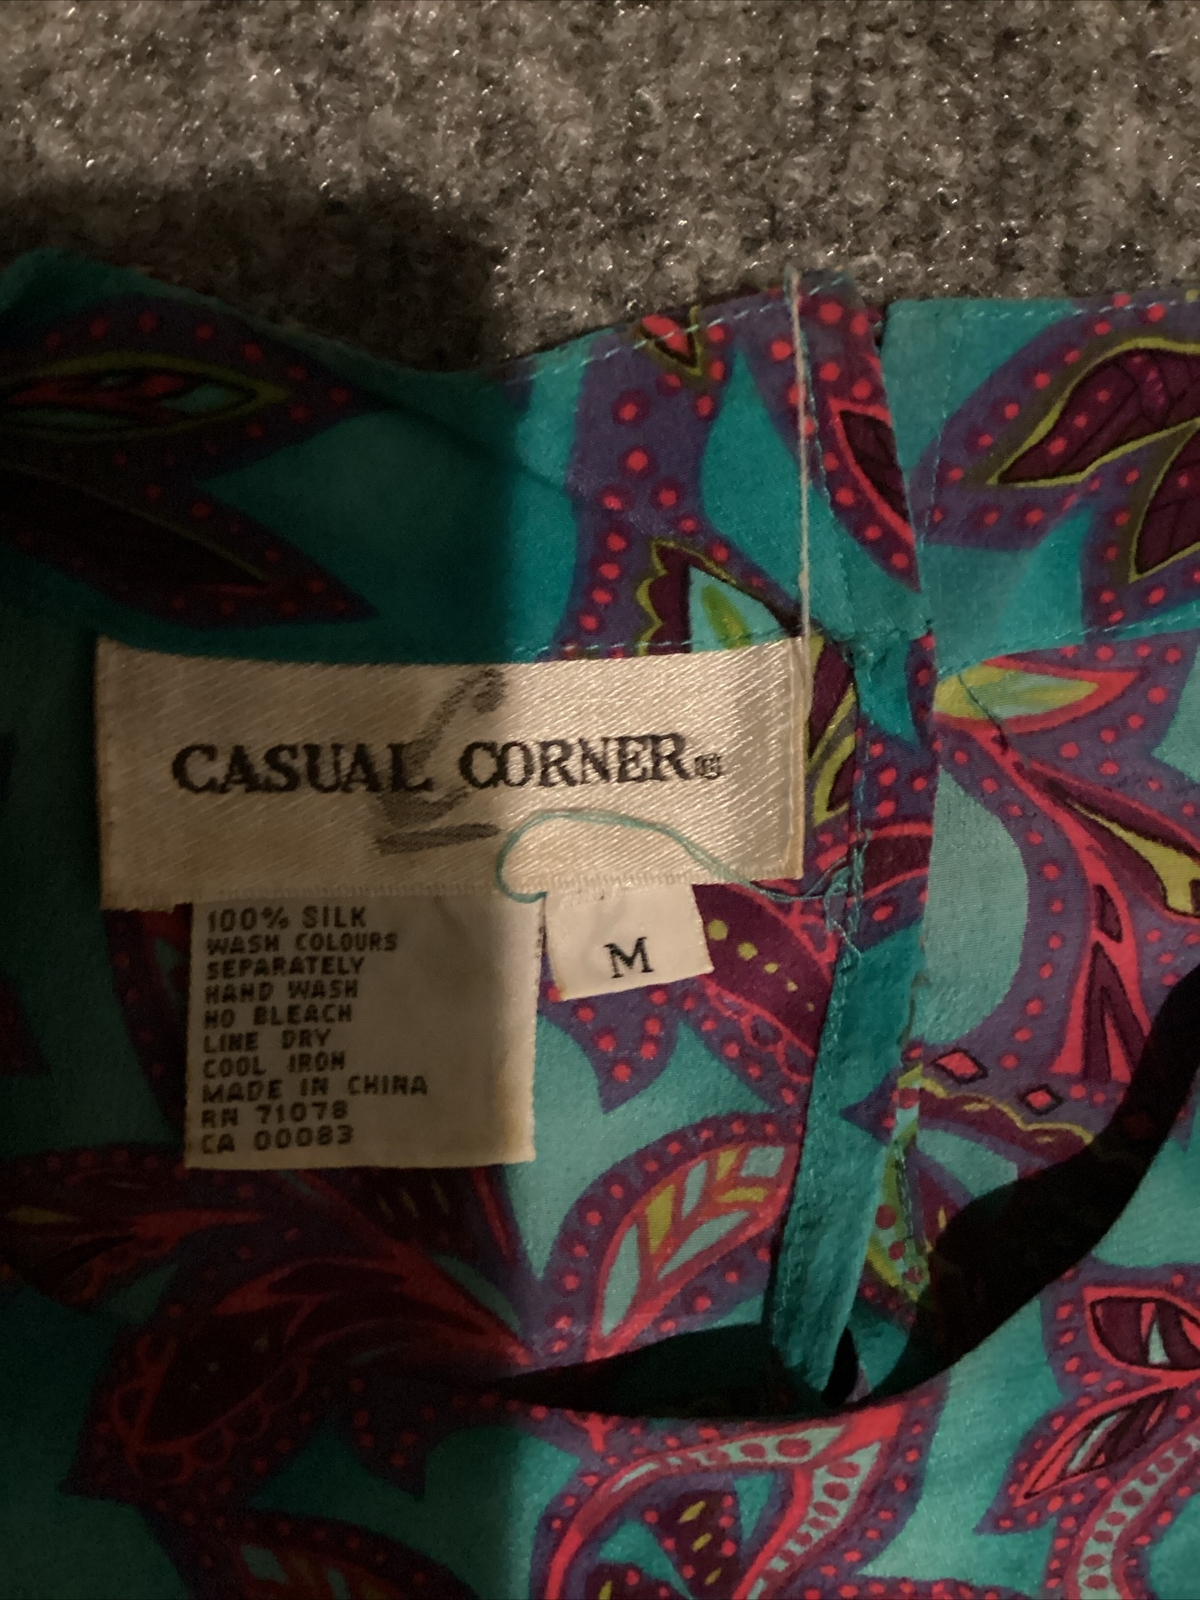 CASUAL CORNER®
100% SILK
WASH COLOURS
SEPARATELY
HAND WASH
NO BLEACH
LINE DRY
COOL IRON
MADE IN CHINA
RN 71078
CA 00083
M